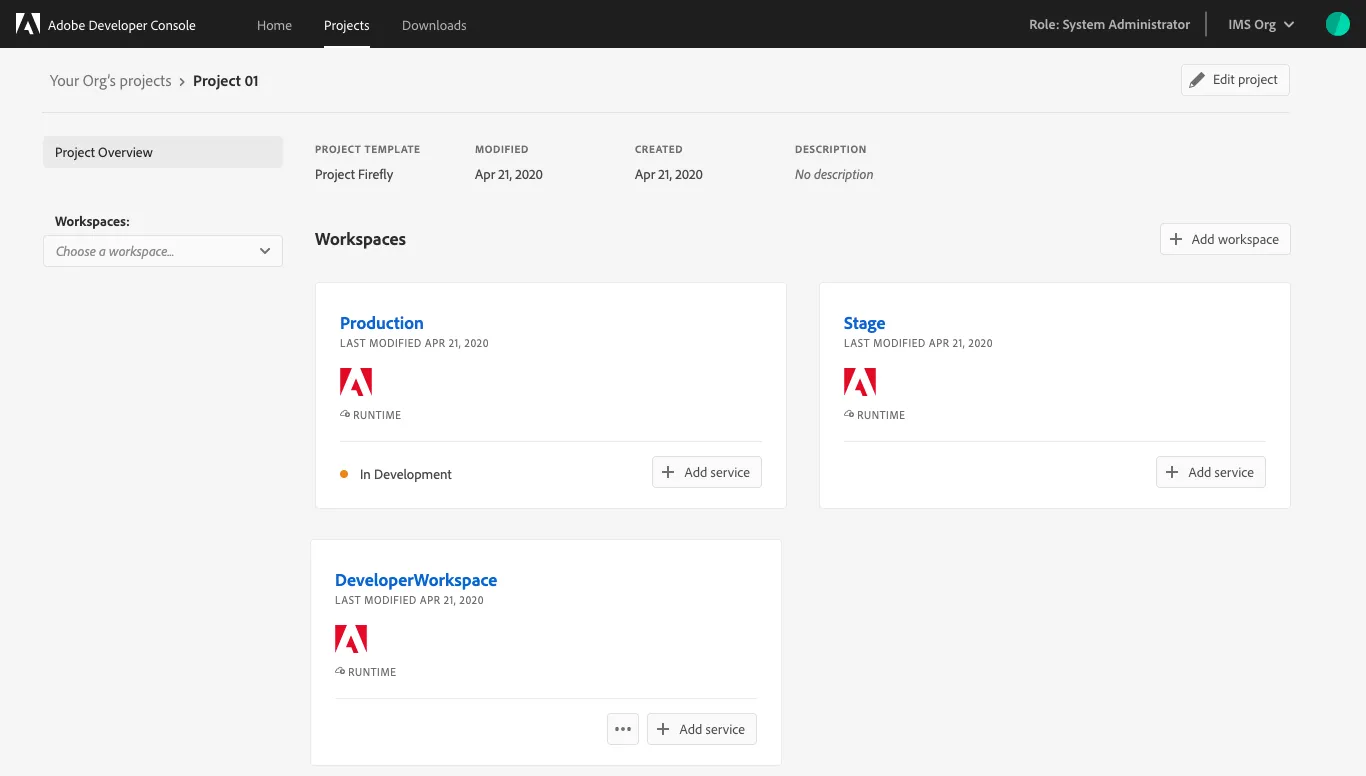 Adobe Developer Console
Home
Projects
Downloads
Role: System Administrator
IMS Org
Your Org's projects > Project 01
Edit project
Project Overview
PROJECT TEMPLATE
Project Firefly
MODIFIED
Apr 21, 2020
CREATED
Apr 21, 2020
DESCRIPTION
No description
Workspaces:
Choose a workspace...
Workspaces
Add workspace
Production
LAST MODIFIED APR 21, 2020
RUNTIME
In Development
Add service
Stage
LAST MODIFIED APR 21, 2020
RUNTIME
Add service
DeveloperWorkspace
LAST MODIFIED APR 21, 2020
RUNTIME
Add service